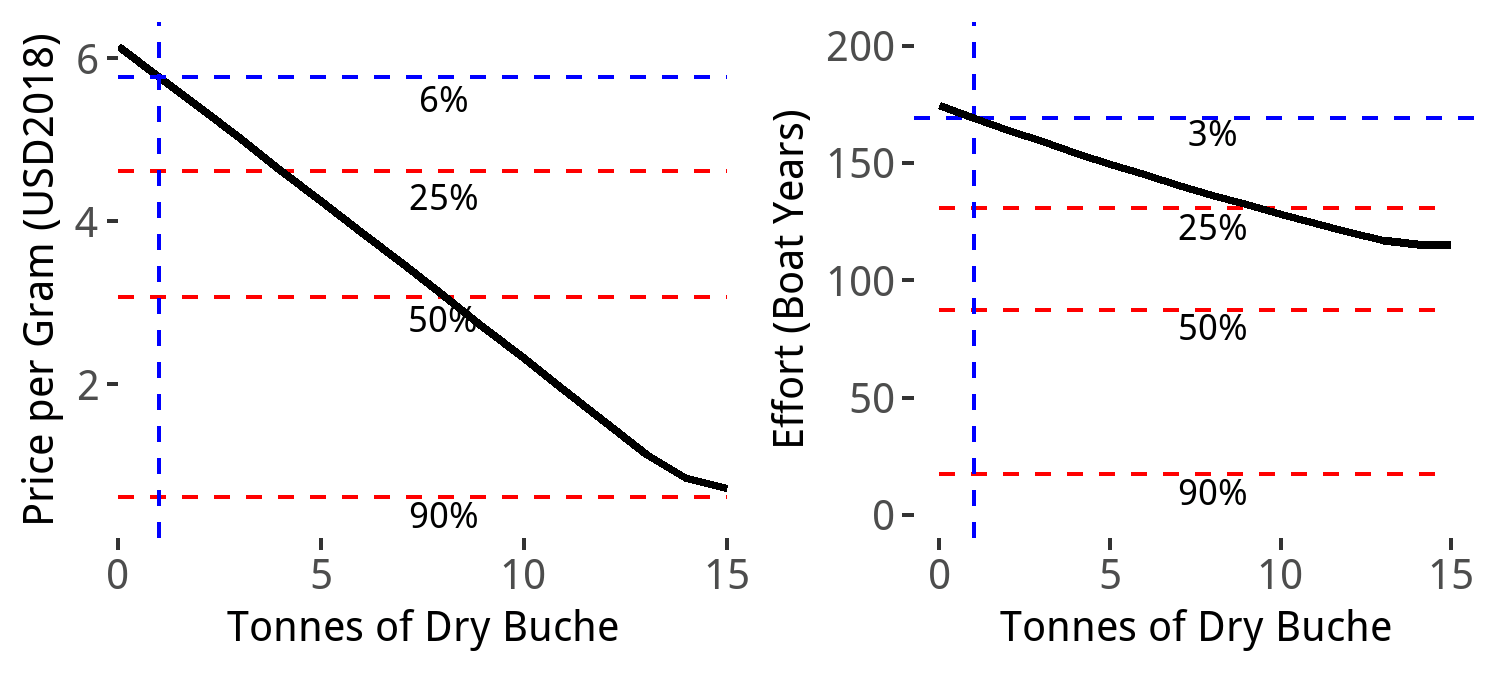 Price per Gram (USD2018)
6
4
2
6%
25%
50%
90%
0 5 10 15
Tonnes of Dry Buche
Effort (Boat Years)
200
150
100
50
0
3%
25%
50%
90%
0 5 10 15
Tonnes of Dry Buche